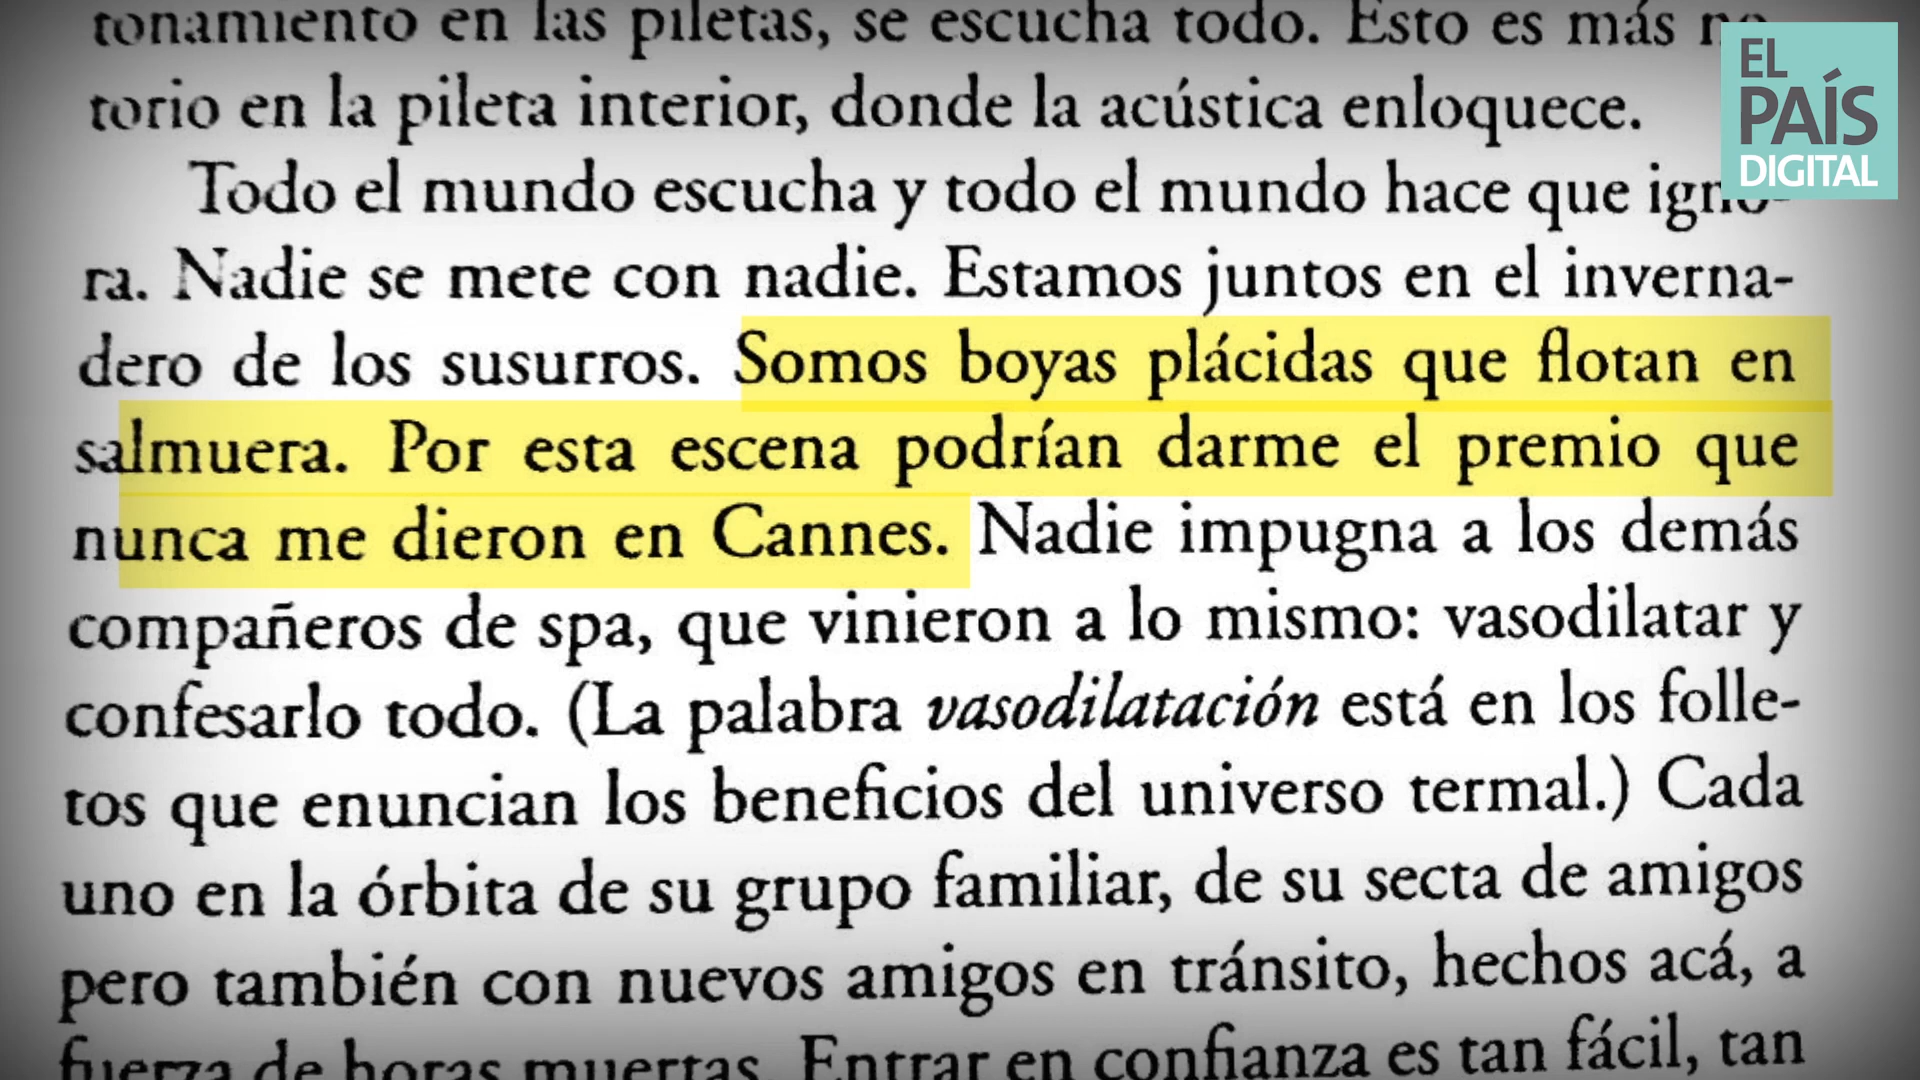 tonamiento en las piletas, se escucha todo. Esto es más no-
torio en la pileta interior, donde la acústica enloquece.
Todo el mundo escucha y todo el mundo hace que igno-
ra. Nadie se mete con nadie. Estamos juntos en el inverna-
dero de los susurros. Somos boyas plácidas que flotan en
salmuera. Por esta escena podrían darme el premio que
nunca me dieron en Cannes. Nadie impugna a los demás
compañeros de spa, que vinieron a lo mismo: vasodilatar y
confesarlo todo. (La palabra vasodilatación está en los folle-
tos que enuncian los beneficios del universo termal.) Cada
uno en la órbita de su grupo familiar, de su secta de amigos
pero también con nuevos amigos en tránsito, hechos acá, a
fuerza de horas muertas. Entrar en confianza es tan fácil, tan
EL
PAÍS
DIGITAL